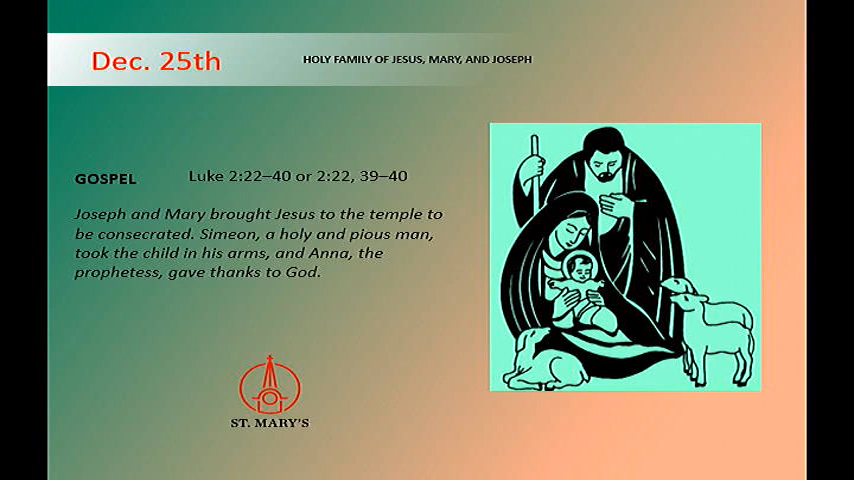 Dec. 25th
HOLY FAMILY OF JESUS, MARY, AND JOSEPH
GOSPEL Luke 2:22–40 or 2:22, 39–40
Joseph and Mary brought Jesus to the temple to
be consecrated. Simeon, a holy and pious man,
took the child in his arms, and Anna, the
prophetess, gave thanks to God.
ST. MARY'S